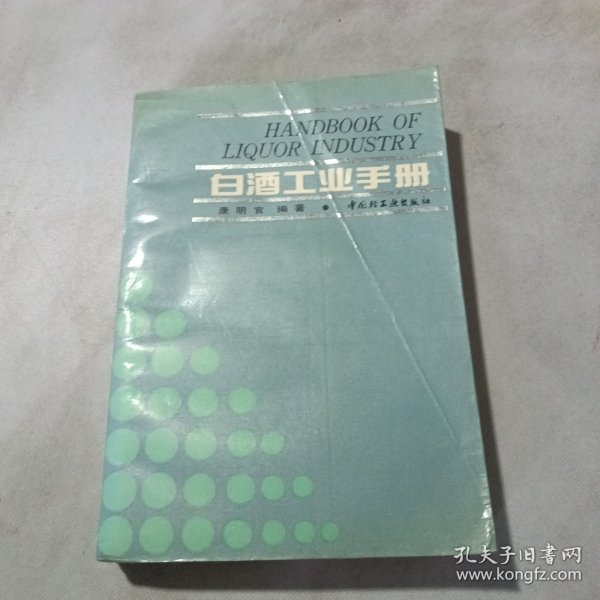 HANDBOOK OF
LIQUOR INDUSTRY
白酒工业手册
康明官 编著 • 中国轻工业出版社
孔夫子旧書网
www.kongfz.com